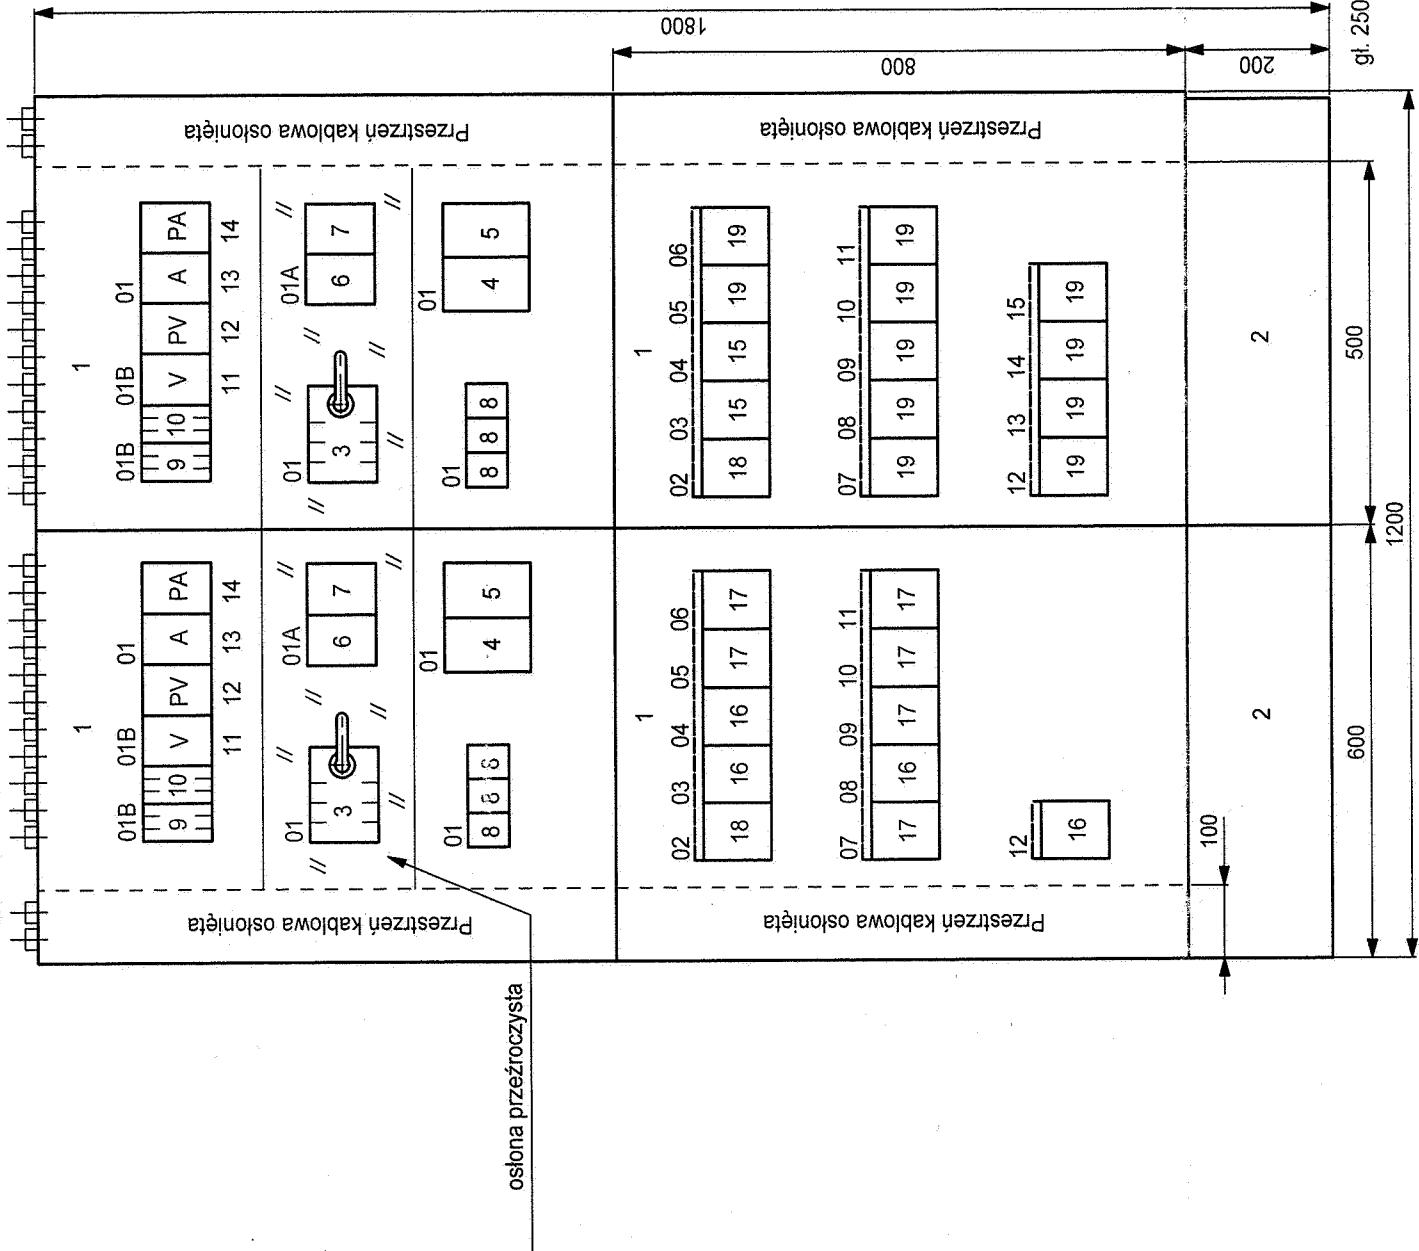 1 1
01B 01B 01 01B 01B 01
9 10 V PV A PA 9 10 V PV A PA
11 12 13 14 11 12 13 14
Przestrzeń kablowa osłonięta
Przestrzeń kablowa osłonięta
01 01A 01 01A
3 6 7 3 6 7
01 01 01 01
8 8 8 4 5 8 8 8 4 5
osłona przeźroczysta
1 1
02 03 04 05 06 02 03 04 05 06
18 16 16 17 17 18 15 15 19 19
Przestrzeń kablowa osłonięta
Przestrzeń kablowa osłonięta
07 08 09 10 11 07 08 09 10 11
17 16 17 17 17 19 19 19 19 19
12 12 13 14 15
16 19 19 19 19
2 2
100
600 500
1200
1800
800
200
gł. 250